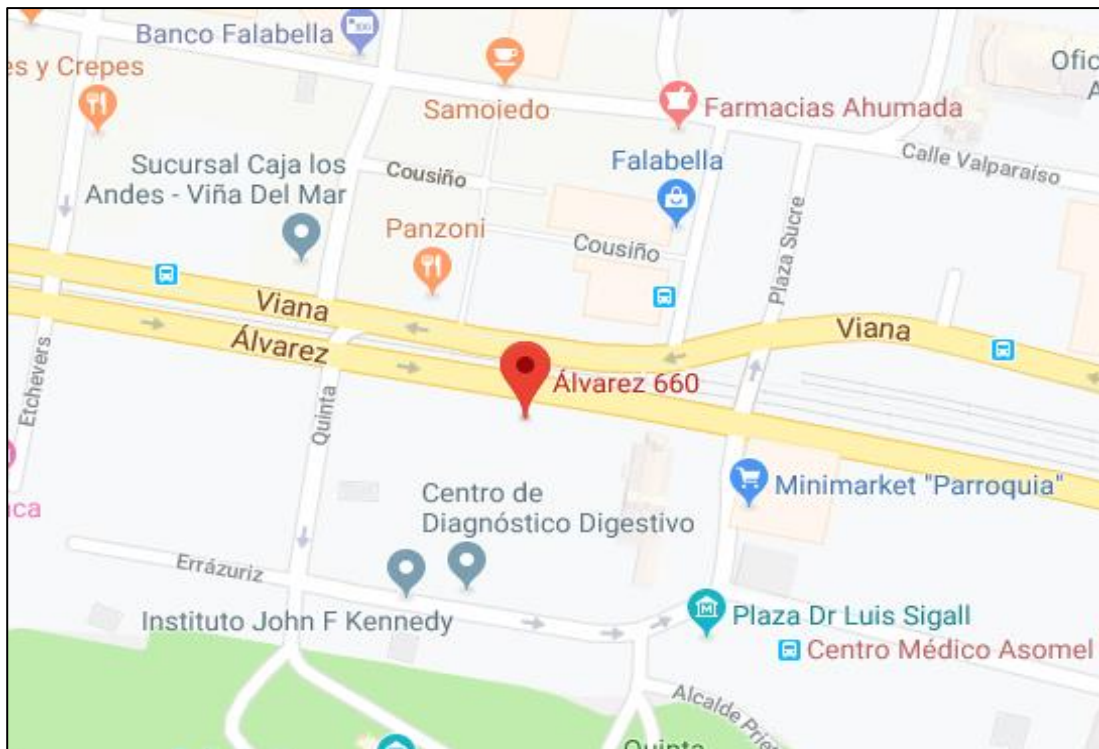 Banco Falabella
es y Crepes
Samoiedo
Farmacias Ahumada
Ofic
A
Calle Valparaíso
Sucursal Caja los
Andes - Viña Del Mar
Cousiño
Falabella
Panzoni
Cousiño
Plaza Sucre
Viana
Viana
Álvarez
Álvarez 660
Etchevers
Quinta
Minimarket "Parroquia"
Centro de
Diagnóstico Digestivo
ca
Errázuriz
Instituto John F Kennedy
Plaza Dr Luis Sigall
Centro Médico Asomel
Alcalde Prie
Quinta